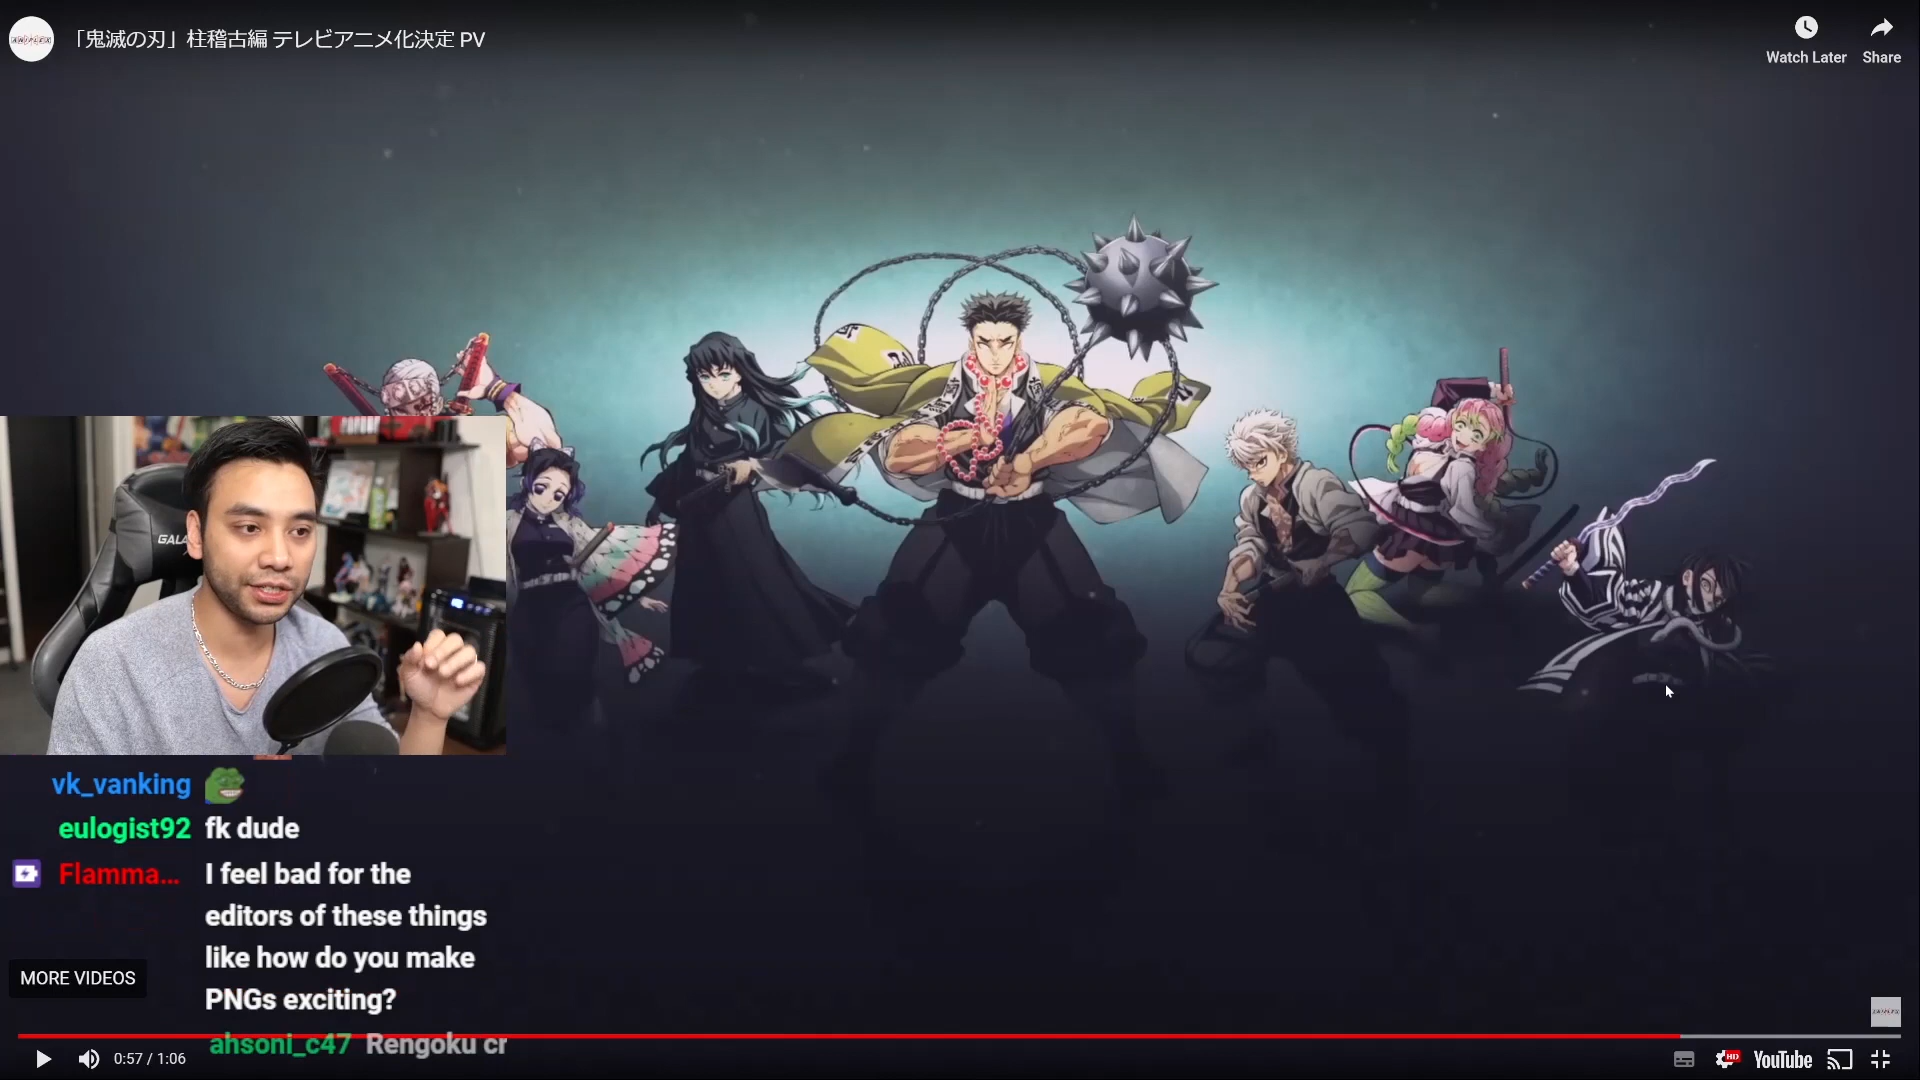 「鬼滅の刃」柱稽古編 テレビアニメ化決定 PV
Watch Later
Share
GALA
vk_vanking
eulogist92 fk dude
Flamma... I feel bad for the
editors of these things
like how do you make
PNGs exciting?
MORE VIDEOS
ahsoni_c47 Rengoku cr
0:57 / 1:06
HD
YouTube